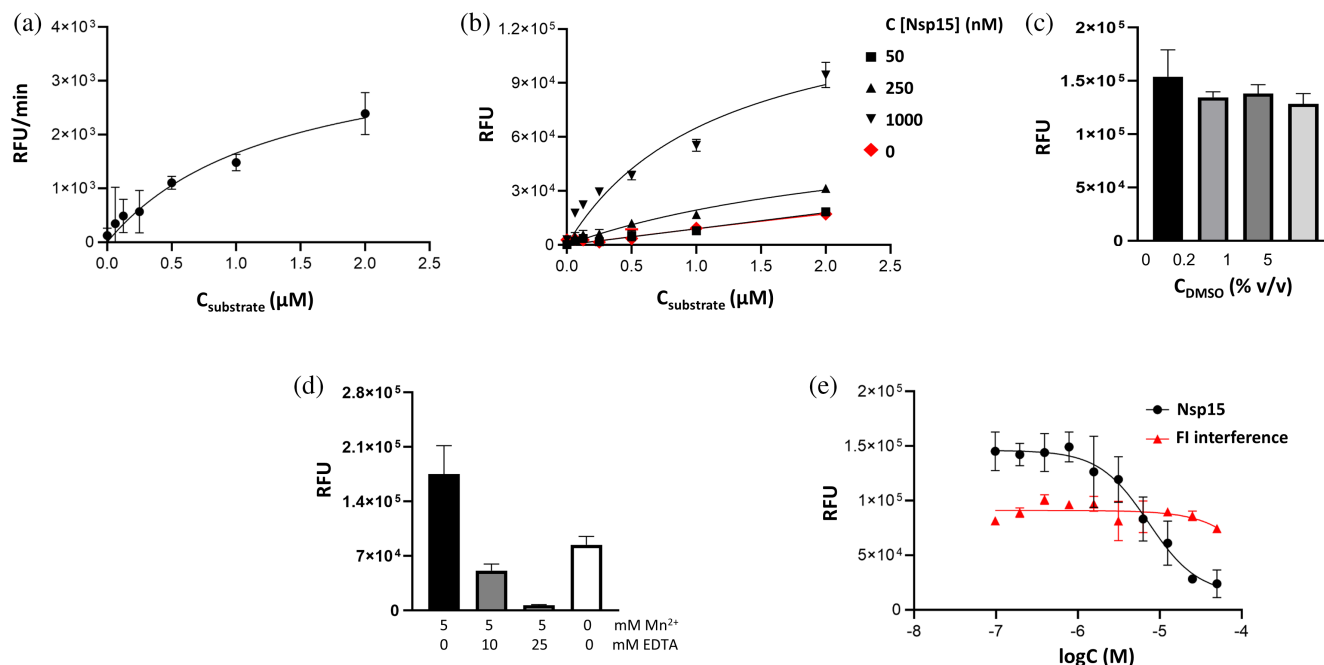 (a)
4×10³
3×10³
2×10³
1×10³
0
RFU/min
0.0 0.5 1.0 1.5 2.0 2.5
C substrate (µM)
(b)
1.2×10⁵
9×10⁴
6×10⁴
3×10⁴
0
RFU
0.0 0.5 1.0 1.5 2.0 2.5
C substrate (µM)
C [Nsp15] (nM)
50
250
1000
0
(c)
1.5×10⁵
1×10⁵
5×10⁴
0
RFU
0 0.2 1 5
C DMSO (% v/v)
(d)
2.8×10⁵
2.1×10⁵
1.4×10⁵
7×10⁴
0
RFU
5 5 5 0 mM Mn²⁺
0 10 25 0 mM EDTA
(e)
2×10⁵
1.5×10⁵
1×10⁵
5×10⁴
0
RFU
-8 -7 -6 -5 -4
logC (M)
Nsp15
FI interference